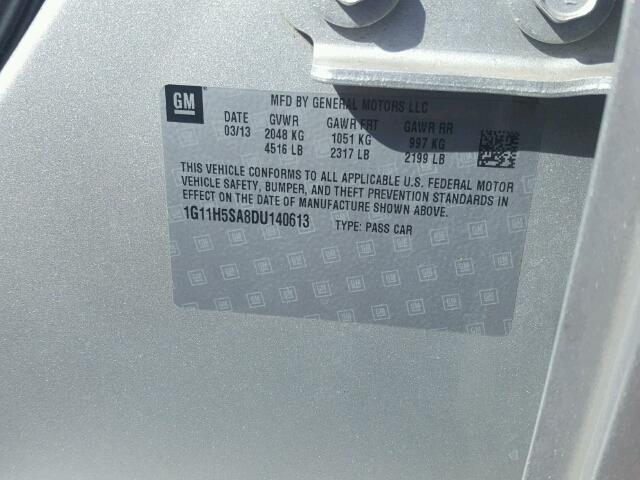 GM
MFD BY GENERAL MOTORS LLC
DATE GVWR GAWR FRT GAWR RR
03/13 2048 KG 1051 KG 997 KG
4516 LB 2317 LB 2199 LB
THIS VEHICLE CONFORMS TO ALL APPLICABLE U.S. FEDERAL MOTOR
VEHICLE SAFETY, BUMPER, AND THEFT PREVENTION STANDARDS IN
EFFECT ON THE DATE OF MANUFACTURE SHOWN ABOVE.
1G11H5SA8DU140613 TYPE: PASS CAR